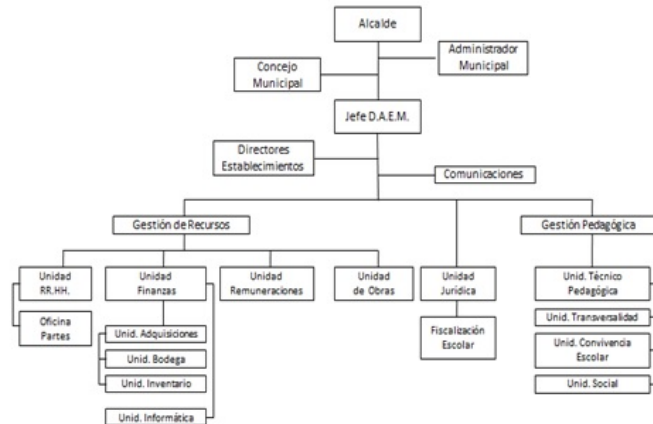 Alcalde
Administrador
Municipal
Concejo
Municipal
Jefe D.A.E.M.
Directores
Establecimientos
Comunicaciones
Gestión de Recursos
Gestión Pedagógica
Unidad
RR.HH.
Unidad
Finanzas
Unidad
Remuneraciones
Unidad
de Obras
Unidad
Jurídica
Unid. Técnico
Pedagógica
Oficina
Partes
Unid. Adquisiciones
Unid. Bodega
Unid. Inventario
Unid. Informática
Fiscalización
Escolar
Unid. Transversalidad
Unid. Convivencia
Escolar
Unid. Social